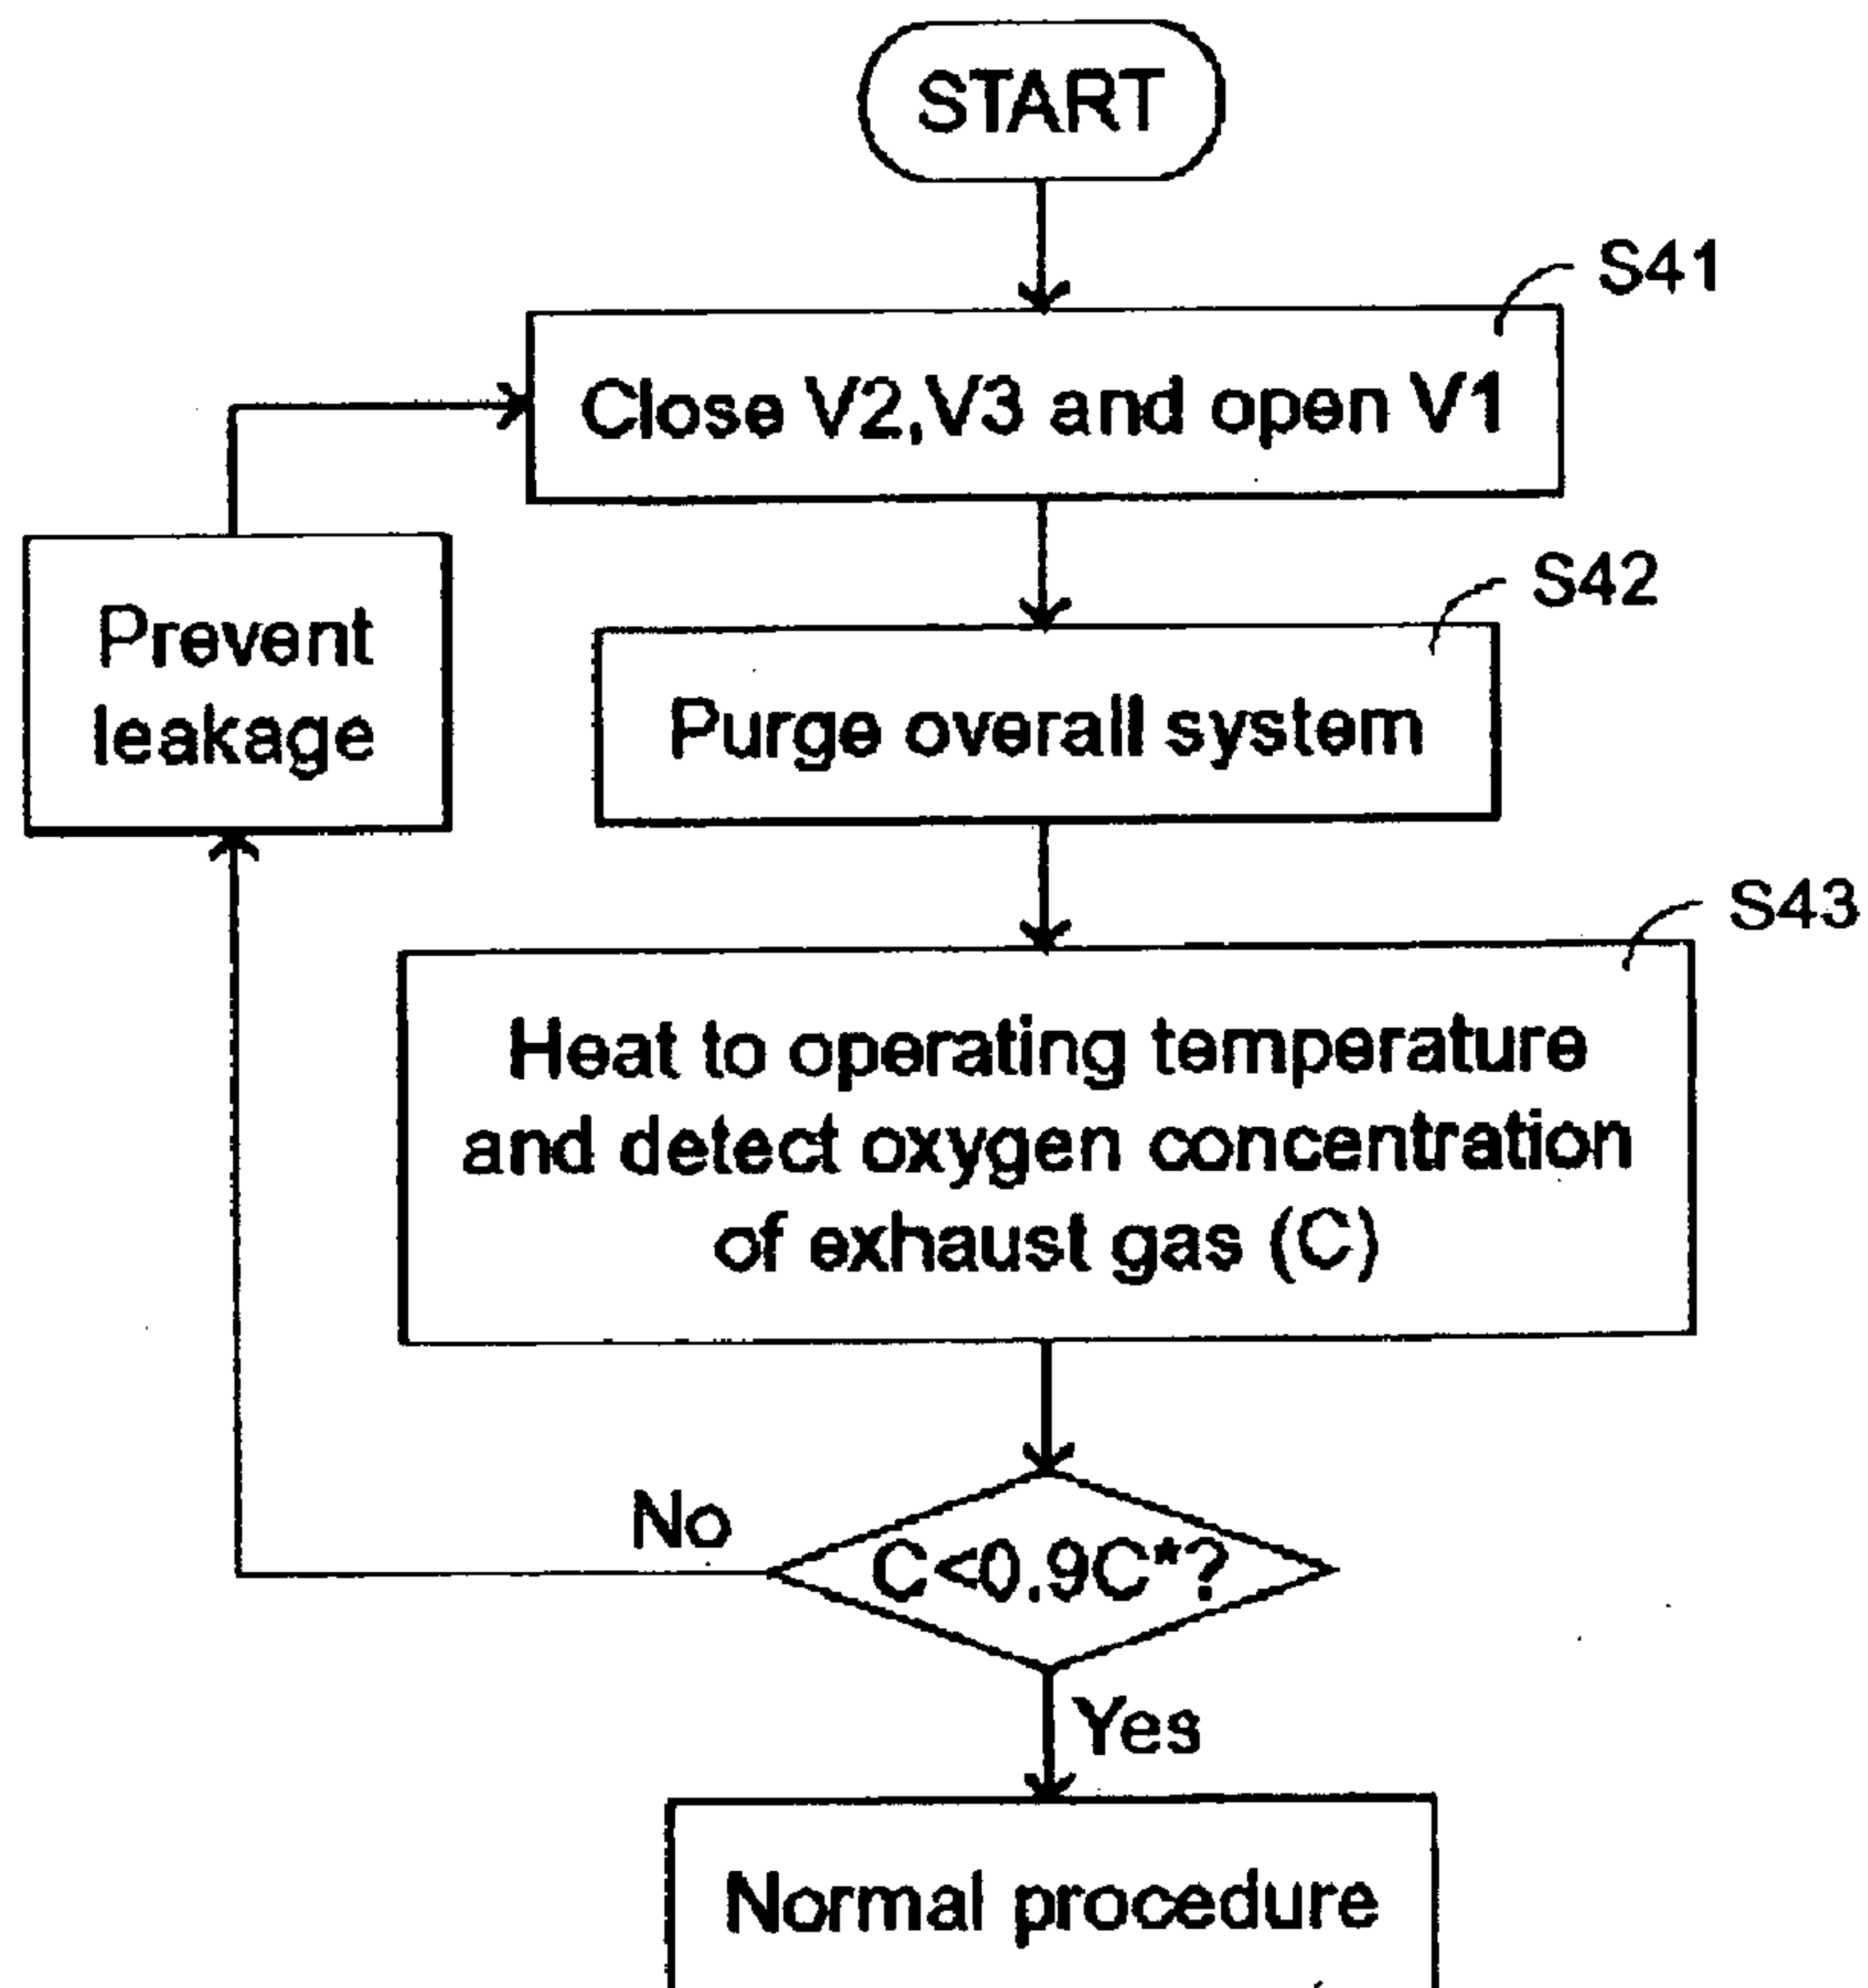 START
S41
Close V2,V3 and open V1
S42
Prevent
leakage
Purge overall system
S43
Heat to operating temperature
and detect oxygen concentration
of exhaust gas (C)
No
C<0.9C*?
Yes
Normal procedure